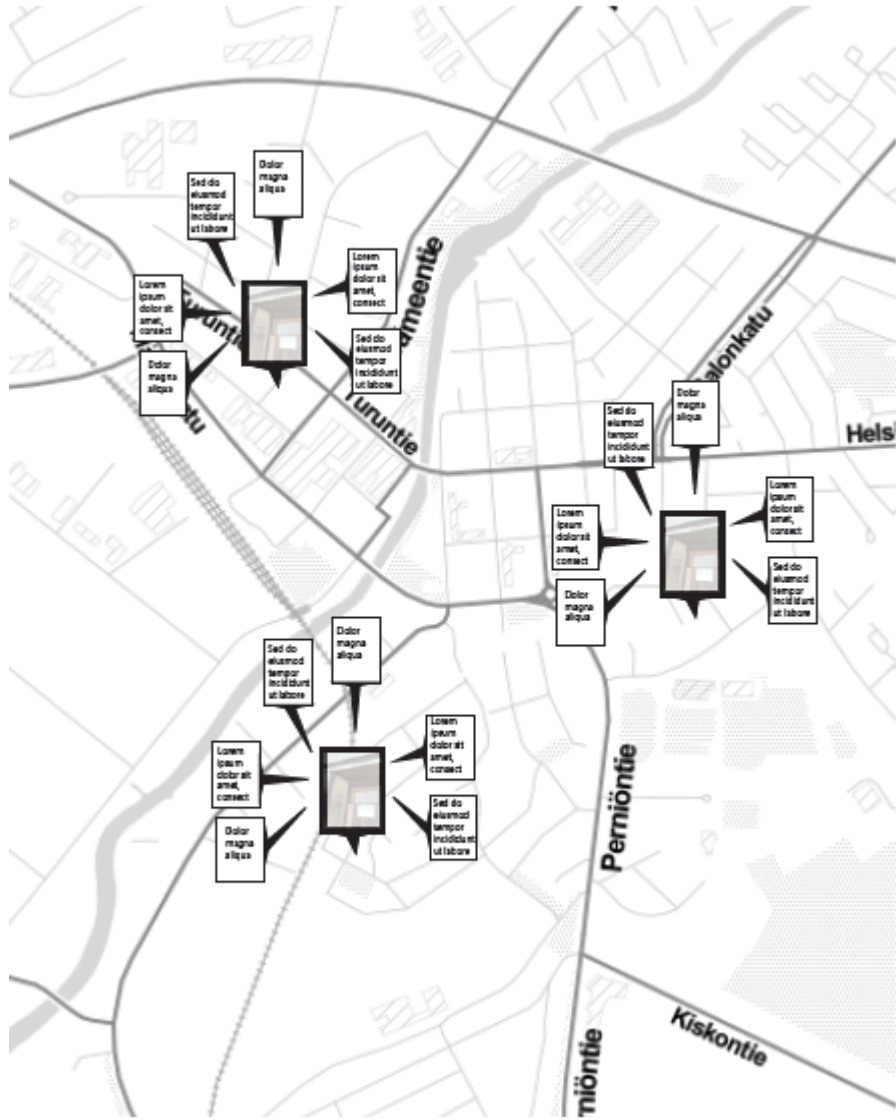 Dolor
magna
aliqua
Sed do
eiusmod
tempor
incididunt
ut labore
Lorem
ipsum
dolor sit
amet,
consect
Lorem
ipsum
dolor sit
amet,
consect
Sed do
eiusmod
tempor
incididunt
ut labore
Dolor
magna
aliqua
Turuntie
ameentie
Turuntie
atu
alonkatu
Helsi
Dolor
magna
aliqua
Sed do
eiusmod
tempor
incididunt
ut labore
Lorem
ipsum
dolor sit
amet,
consect
Lorem
ipsum
dolor sit
amet,
consect
Sed do
eiusmod
tempor
incididunt
ut labore
Dolor
magna
aliqua
Dolor
magna
aliqua
Sed do
eiusmod
tempor
incididunt
ut labore
Lorem
ipsum
dolor sit
amet,
consect
Lorem
ipsum
dolor sit
amet,
consect
Sed do
eiusmod
tempor
incididunt
ut labore
Dolor
magna
aliqua
Perniöntie
Kiskontie
niöntie